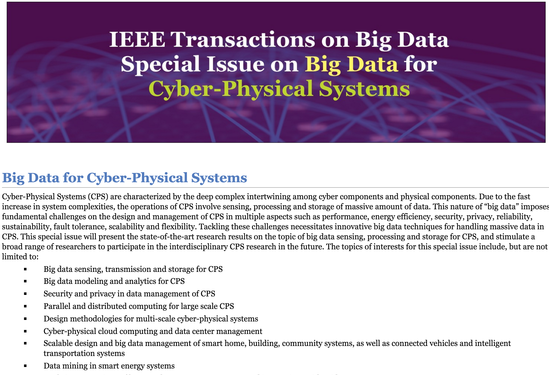 IEEE Transactions on Big Data
Special Issue on Big Data for
Cyber-Physical Systems
Big Data for Cyber-Physical Systems
Cyber-Physical Systems (CPS) are characterized by the deep complex intertwining among cyber components and physical components. Due to the fast
increase in system complexities, the operations of CPS involve sensing, processing and storage of massive amount of data. This nature of "big data" imposes
fundamental challenges on the design and management of CPS in multiple aspects such as performance, energy efficiency, security, privacy, reliability,
sustainability, fault tolerance, scalability and flexibility. Tackling these challenges necessitates innovative big data techniques for handling massive data in
CPS. This special issue will present the state-of-the-art research results on the topic of big data sensing, processing and storage for CPS, and stimulate a
broad range of researchers to participate in the interdisciplinary CPS research in the future. The topics of interests for this special issue include, but are not
limited to:
▪ Big data sensing, transmission and storage for CPS
▪ Big data modeling and analytics for CPS
▪ Security and privacy in data management of CPS
▪ Parallel and distributed computing for large scale CPS
▪ Design methodologies for multi-scale cyber-physical systems
▪ Cyber-physical cloud computing and data center management
▪ Scalable design and big data management of smart home, building, community systems, as well as connected vehicles and intelligent
transportation systems
▪ Data mining in smart energy systems